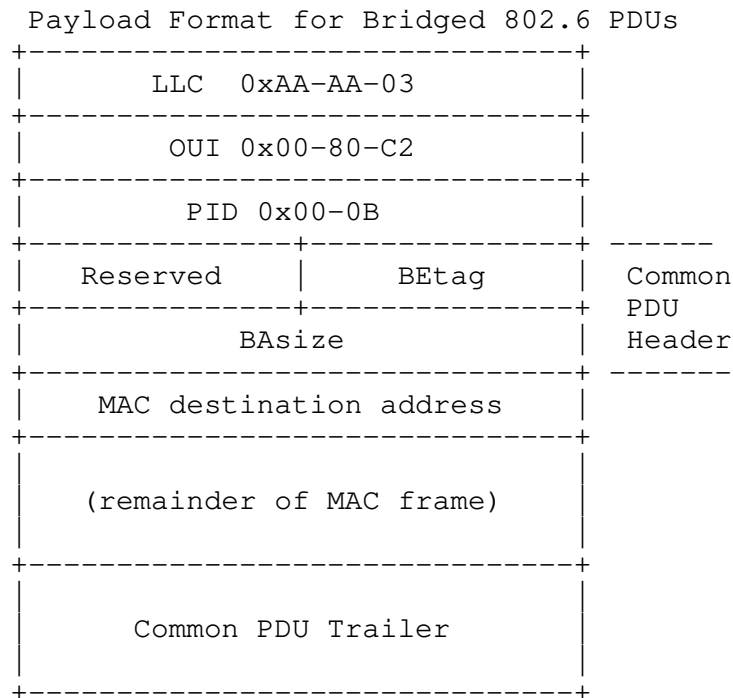 Payload Format for Bridged 802.6 PDUs
LLC 0xAA-AA-03
OUI 0x00-80-C2
PID 0x00-0B
Reserved BEtag Common
PDU
BAsize Header
MAC destination address
(remainder of MAC frame)
Common PDU Trailer